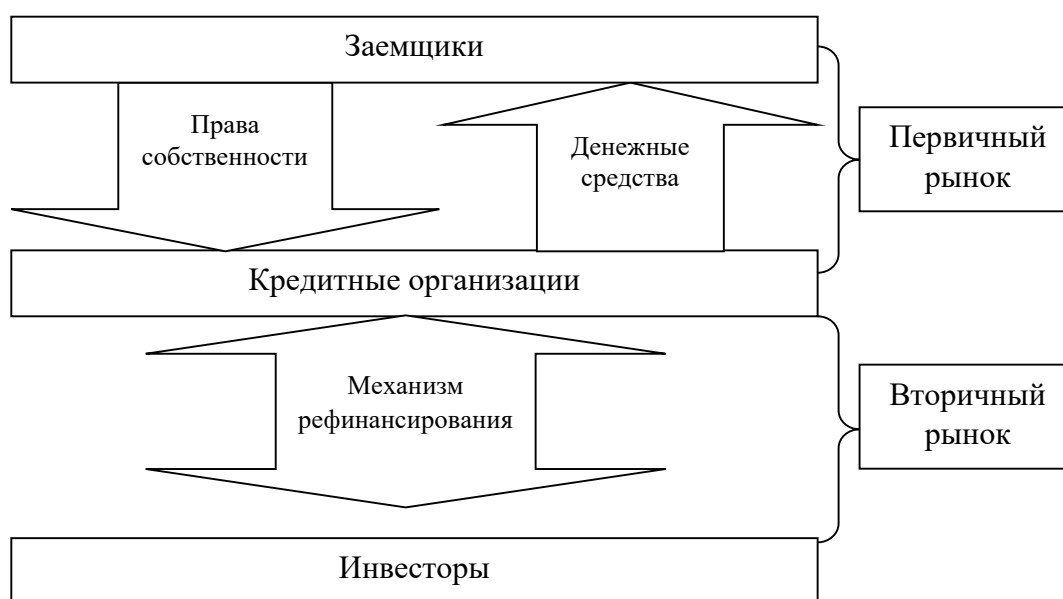 Заемщики
Права
собственности
Денежные
средства
Первичный
рынок
Кредитные организации
Механизм
рефинансирования
Вторичный
рынок
Инвесторы